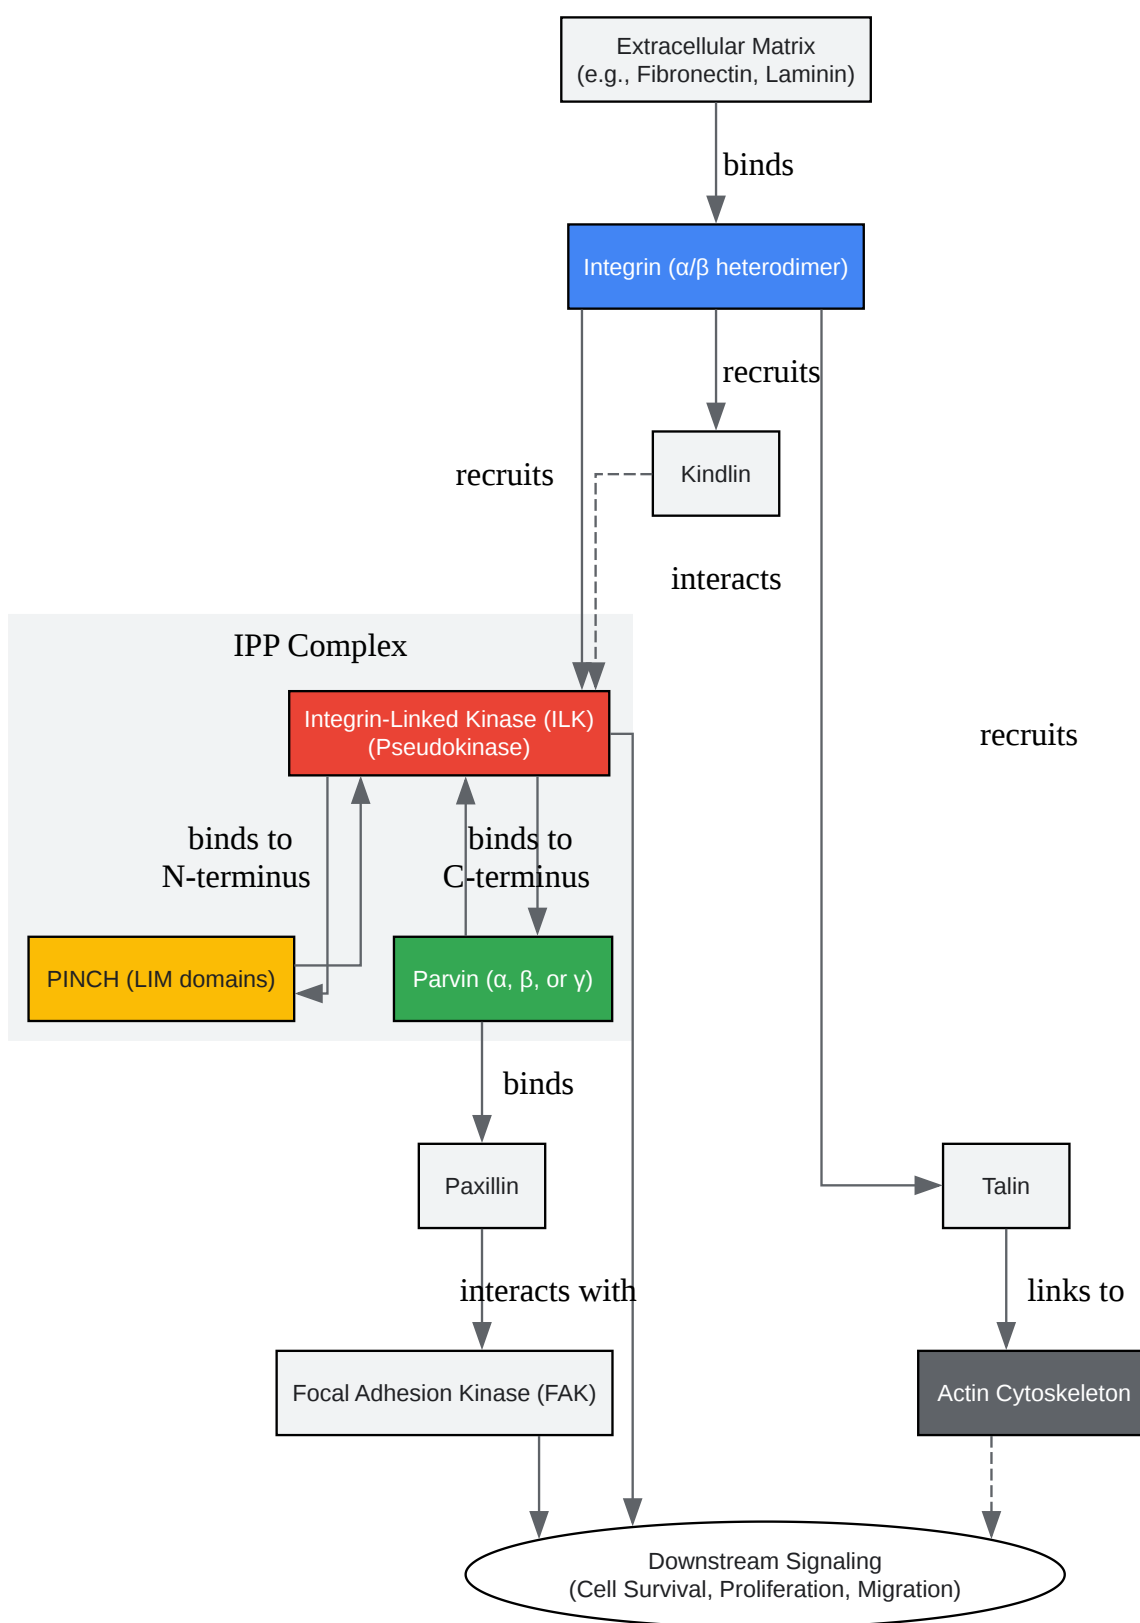 Extracellular Matrix
(e.g., Fibronectin, Laminin)
binds
Integrin (α/β heterodimer)
recruits
Kindlin
recruits
interacts
IPP Complex
Integrin-Linked Kinase (ILK)
(Pseudokinase)
recruits
binds to
N-terminus
binds to
C-terminus
PINCH (LIM domains)
Parvin (α, β, or γ)
binds
Paxillin
Talin
interacts with
links to
Focal Adhesion Kinase (FAK)
Actin Cytoskeleton
Downstream Signaling
(Cell Survival, Proliferation, Migration)